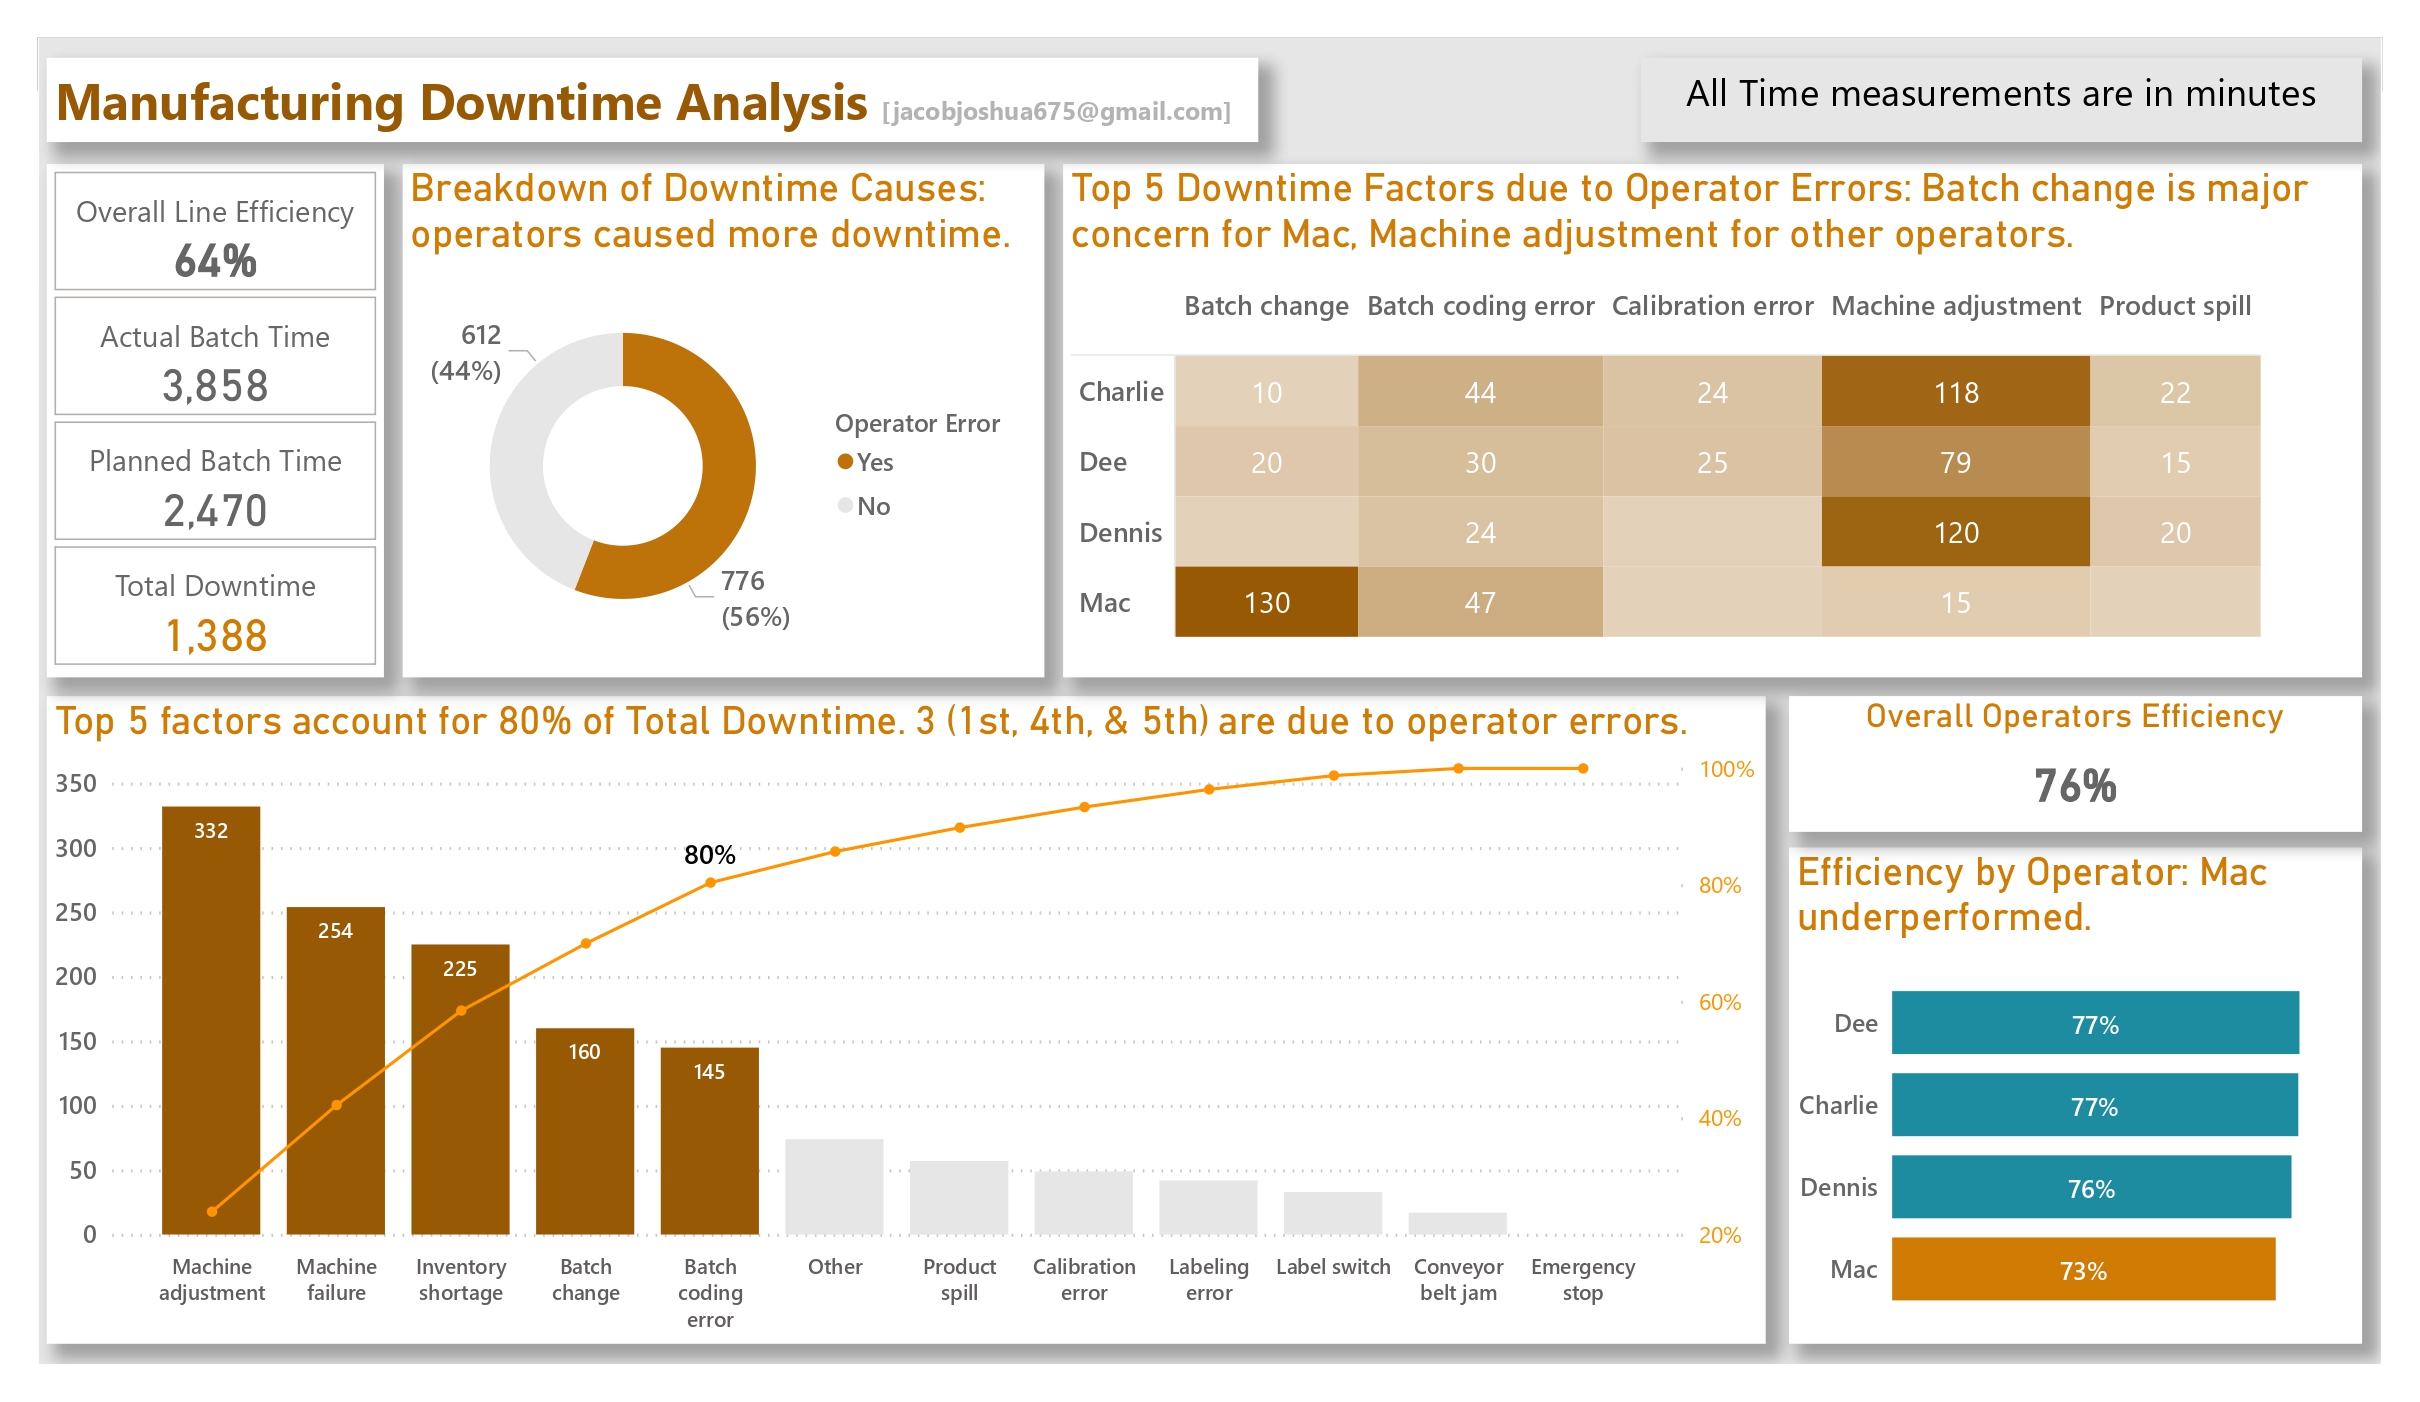 Manufacturing Downtime Analysis [jacobjoshua675@gmail.com]
All Time measurements are in minutes
Overall Line Efficiency
64%
Actual Batch Time
3,858
Planned Batch Time
2,470
Total Downtime
1,388
Breakdown of Downtime Causes:
operators caused more downtime.
612
(44%)
776
(56%)
Operator Error
Yes
No
Top 5 Downtime Factors due to Operator Errors: Batch change is major
concern for Mac, Machine adjustment for other operators.
Batch change Batch coding error Calibration error Machine adjustment Product spill
Charlie 10 44 24 118 22
Dee 20 30 25 79 15
Dennis 24 120 20
Mac 130 47 15
Top 5 factors account for 80% of Total Downtime. 3 (1st, 4th, & 5th) are due to operator errors.
350
300
250
200
150
100
50
0
332
254
225
160
145
80%
100%
80%
60%
40%
20%
Machine
adjustment
Machine
failure
Inventory
shortage
Batch
change
Batch
coding
error
Other
Product
spill
Calibration
error
Labeling
error
Label switch
Conveyor
belt jam
Emergency
stop
Overall Operators Efficiency
76%
Efficiency by Operator: Mac
underperformed.
Dee 77%
Charlie 77%
Dennis 76%
Mac 73%